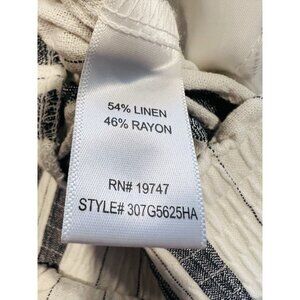 54% LINEN
46% RAYON
RN# 19747
STYLE# 307G5625HA